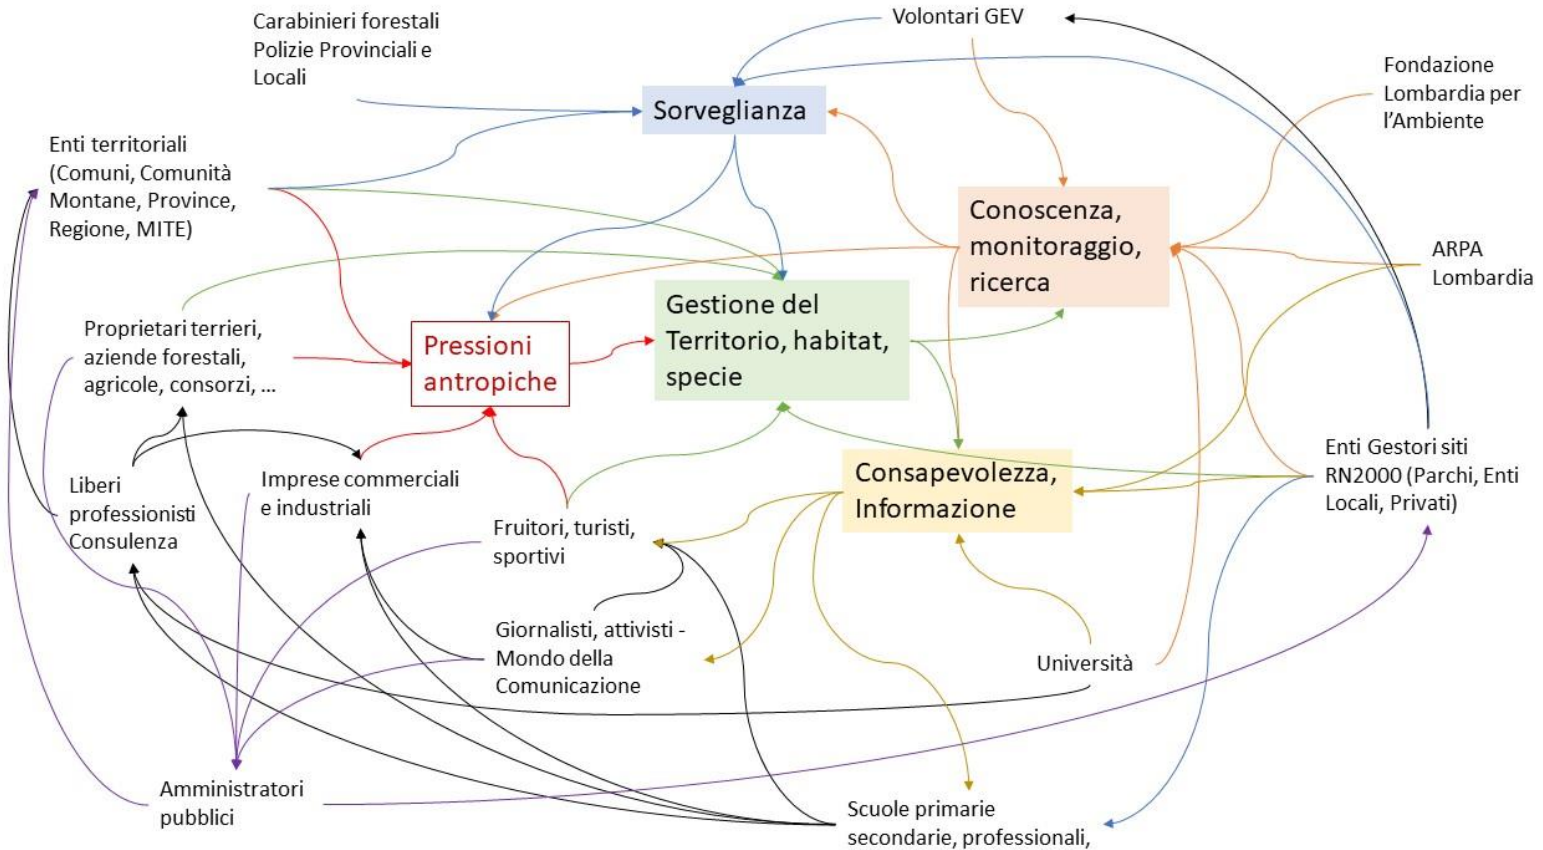 Carabinieri forestali
Polizie Provinciali e
Locali
Volontari GEV
Fondazione
Lombardia per
l'Ambiente
Sorveglianza
Enti territoriali
(Comuni, Comunità
Montane, Province,
Regione, MITE)
Conoscenza,
monitoraggio,
ricerca
ARPA
Lombardia
Gestione del
Territorio, habitat,
specie
Proprietari terrieri,
aziende forestali,
agricole, consorzi, ...
Pressioni
antropiche
Enti Gestori siti
RN2000 (Parchi, Enti
Locali, Privati)
Consapevolezza,
Informazione
Liberi
professionisti
Consulenza
Imprese commerciali
e industriali
Fruitori, turisti,
sportivi
Giornalisti, attivisti -
Mondo della
Comunicazione
Università
Amministratori
pubblici
Scuole primarie
secondarie, professionali,